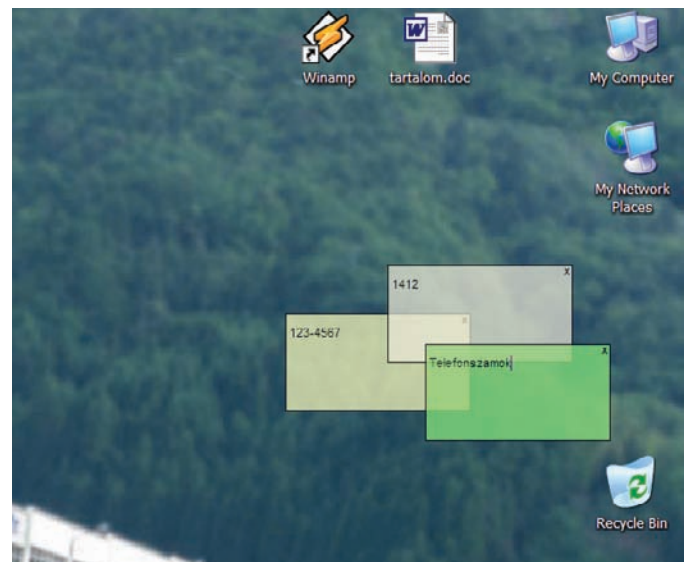 Winamp
tartalom.doc
My Computer
My Network
Places
X
1412
X
123-4567
X
Telefonszamok
Recycle Bin